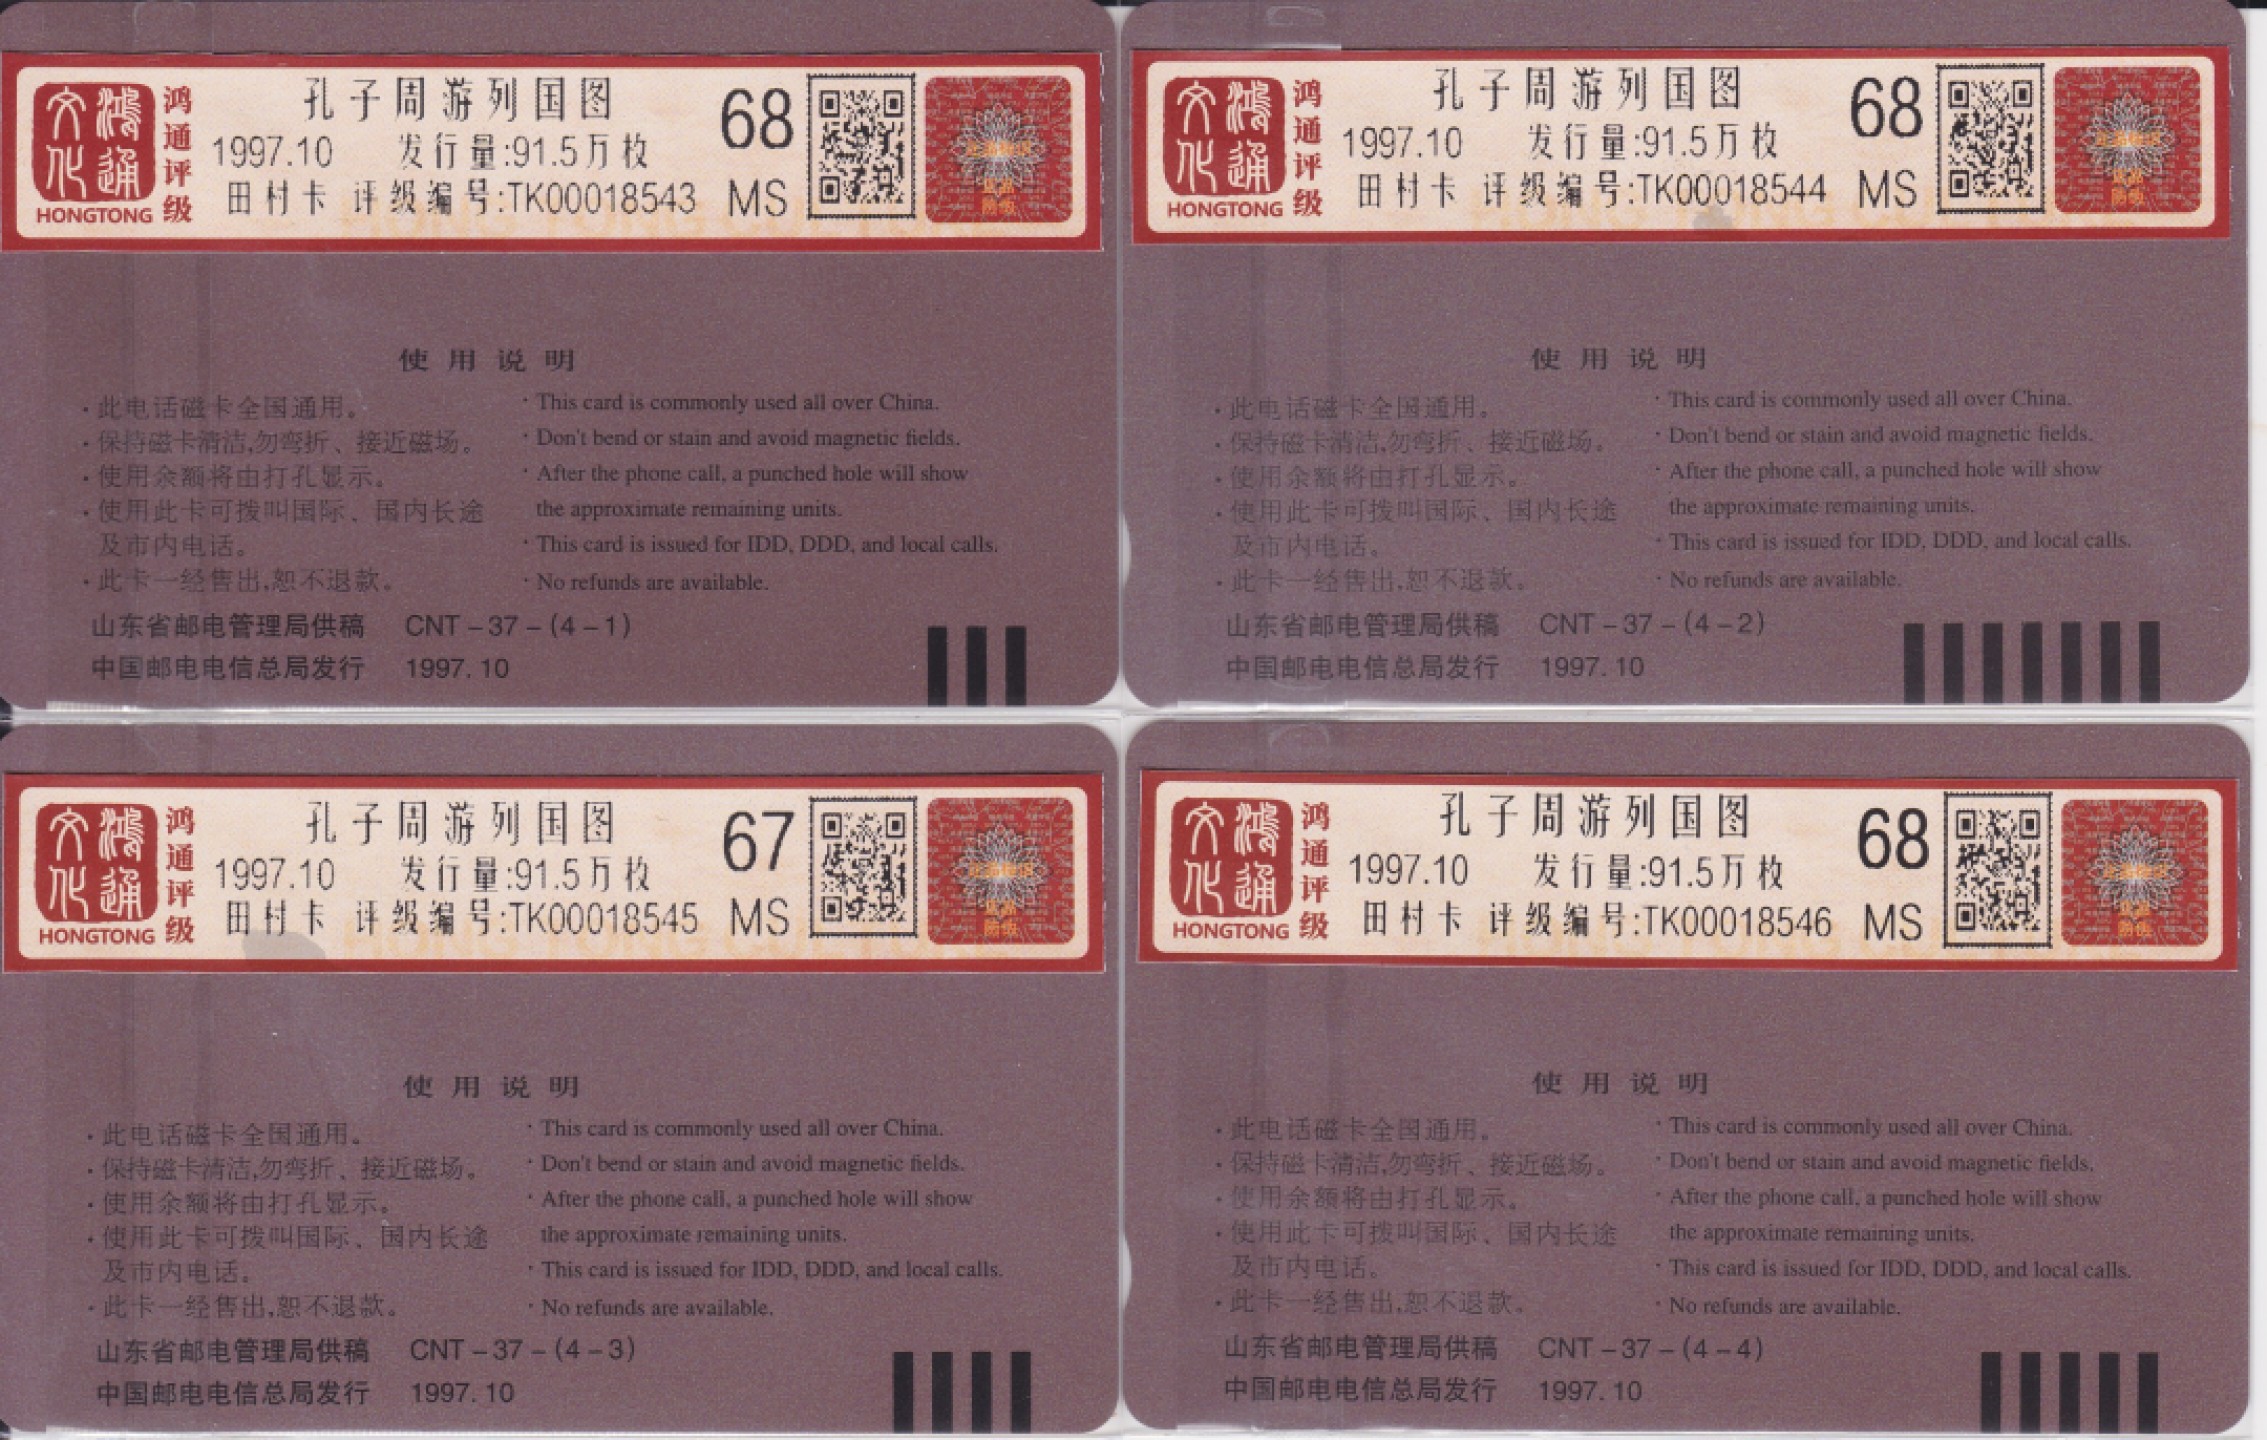 鸿通文化
HONGTONG
鸿通评级
孔子周游列国图
1997.10 发行量:91.5万枚
田村卡 评级编号:TK00018543
68
MS
使用说明
·此电话磁卡全国通用。
·保持磁卡清洁,勿弯折、接近磁场。
·使用余额将由打孔显示。
·使用此卡可拨叫国际、国内长途
及市内电话。
·此卡一经售出,恕不退款。
·This card is commonly used all over China.
·Don't bend or stain and avoid magnetic fields.
·After the phone call, a punched hole will show
the approximate remaining units.
·This card is issued for IDD, DDD, and local calls.
·No refunds are available.
山东省邮电管理局供稿 CNT-37-(4-1)
中国邮电电信总局发行 1997.10
鸿通文化
HONGTONG
鸿通评级
孔子周游列国图
1997.10 发行量:91.5万枚
田村卡 评级编号:TK00018544
68
MS
使用说明
·此电话磁卡全国通用。
·保持磁卡清洁,勿弯折、接近磁场。
·使用余额将由打孔显示。
·使用此卡可拨叫国际、国内长途
及市内电话。
·此卡一经售出,恕不退款。
·This card is commonly used all over China.
·Don't bend or stain and avoid magnetic fields.
·After the phone call, a punched hole will show
the approximate remaining units.
·This card is issued for IDD, DDD, and local calls.
·No refunds are available.
山东省邮电管理局供稿 CNT-37-(4-2)
中国邮电电信总局发行 1997.10
鸿通文化
HONGTONG
鸿通评级
孔子周游列国图
1997.10 发行量:91.5万枚
田村卡 评级编号:TK00018545
67
MS
使用说明
·此电话磁卡全国通用。
·保持磁卡清洁,勿弯折、接近磁场。
·使用余额将由打孔显示。
·使用此卡可拨叫国际、国内长途
及市内电话。
·此卡一经售出,恕不退款。
·This card is commonly used all over China.
·Don't bend or stain and avoid magnetic fields.
·After the phone call, a punched hole will show
the approximate remaining units.
·This card is issued for IDD, DDD, and local calls.
·No refunds are available.
山东省邮电管理局供稿 CNT-37-(4-3)
中国邮电电信总局发行 1997.10
鸿通文化
HONGTONG
鸿通评级
孔子周游列国图
1997.10 发行量:91.5万枚
田村卡 评级编号:TK00018546
68
MS
使用说明
·此电话磁卡全国通用。
·保持磁卡清洁,勿弯折、接近磁场。
·使用余额将由打孔显示。
·使用此卡可拨叫国际、国内长途
及市内电话。
·此卡一经售出,恕不退款。
·This card is commonly used all over China.
·Don't bend or stain and avoid magnetic fields.
·After the phone call, a punched hole will show
the approximate remaining units.
·This card is issued for IDD, DDD, and local calls.
·No refunds are available.
山东省邮电管理局供稿 CNT-37-(4-4)
中国邮电电信总局发行 1997.10